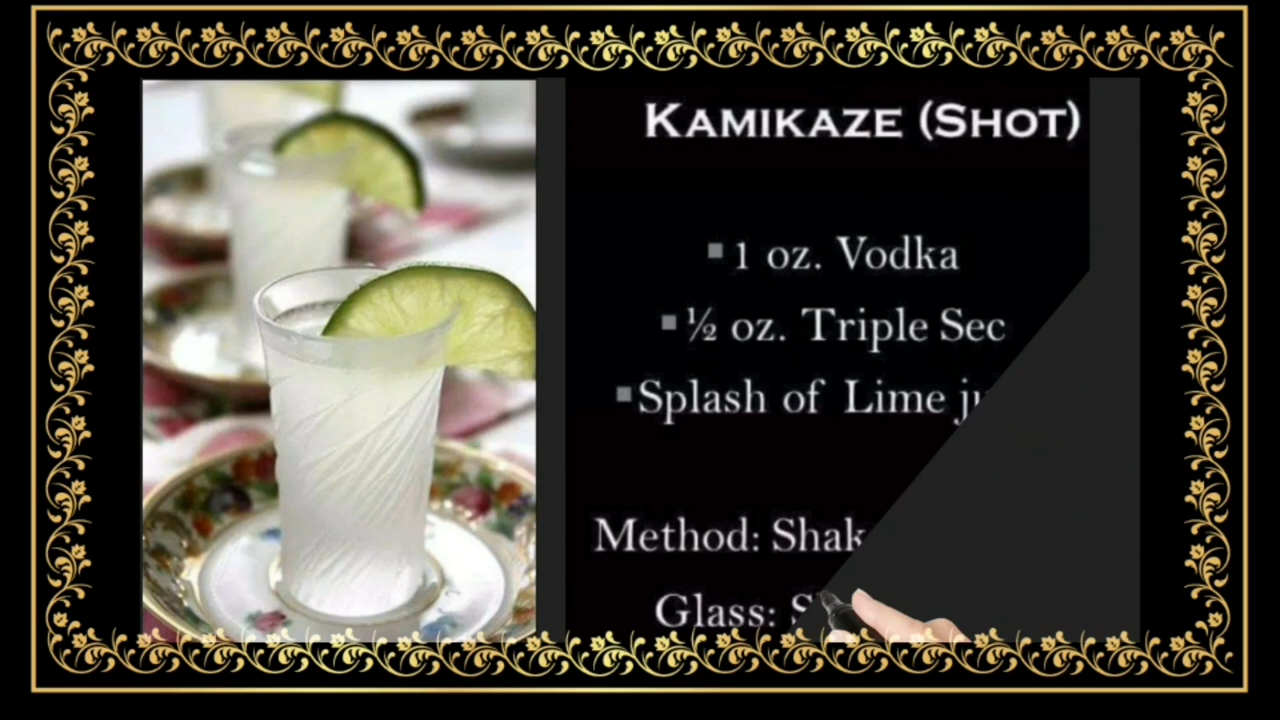 KAMIKAZE (SHOT)
▪ 1 oz. Vodka
▪ ½ oz. Triple Sec
▪ Splash of Lime
Method:
Glass: